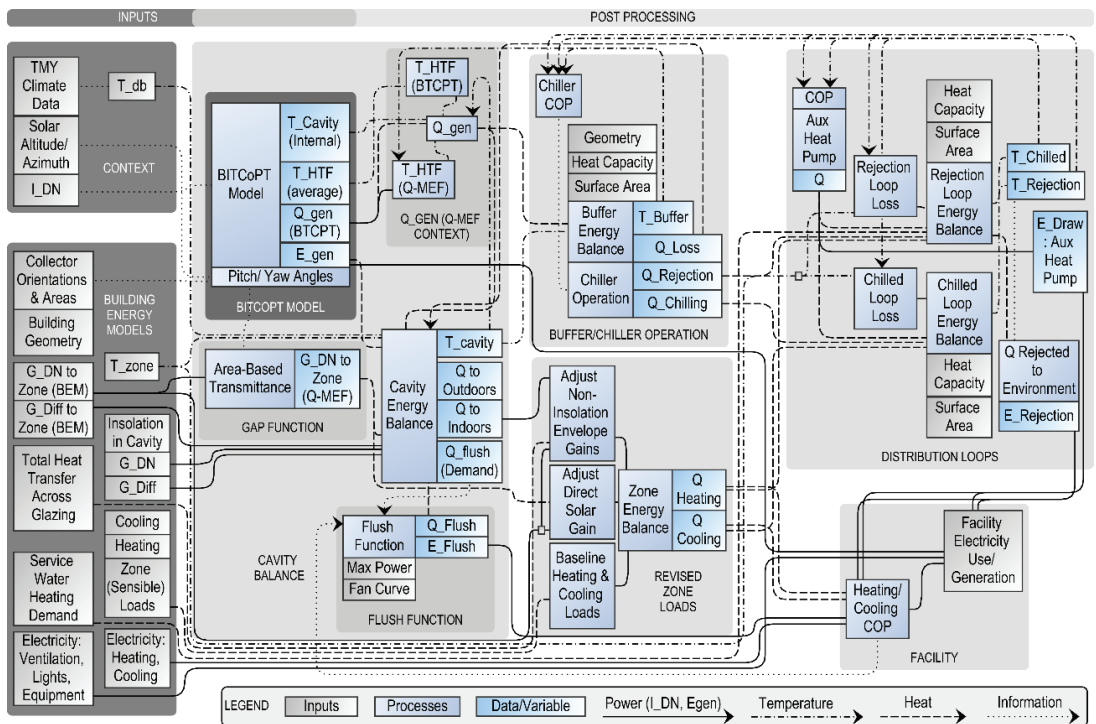 INPUTS
POST PROCESSING
TMY
Climate
Data
T_db
Solar
Altitude/
Azimuth
CONTEXT
I_DN
Collector
Orientations
& Areas
Building
Geometry
BUILDING
ENERGY
MODELS
T_zone
G_DN to
Zone (BEM)
G_Diff to
Zone (BEM)
Insolation
in Cavity
G_DN
G_Diff
Total Heat
Transfer
Across
Glazing
Cooling
Heating
Zone
(Sensible)
Loads
Service
Water
Heating
Demand
Electricity:
Ventilation,
Lights,
Equipment
Electricity:
Heating,
Cooling
BITCoPT
Model
T_Cavity
(Internal)
T_HTF
(average)
Q_gen
(BTCPT)
E_gen
Pitch/ Yaw Angles
BITCOPT MODEL
T_HTF
(BTCPT)
Q_gen
T_HTF
(Q-MEF)
Q_GEN (Q-MEF
CONTEXT)
Area-Based
Transmittance
G_DN to
Zone
(Q-MEF)
GAP FUNCTION
Cavity
Energy
Balance
T_cavity
Q to
Outdoors
Q to
Indoors
Q_flush
(Demand)
CAVITY
BALANCE
Flush
Function
Q_Flush
E_Flush
Max Power
Fan Curve
FLUSH FUNCTION
Chiller
COP
Geometry
Heat Capacity
Surface Area
Buffer
Energy
Balance
T_Buffer
Q_Loss
Chiller
Operation
Q_Rejection
Q_Chilling
BUFFER/CHILLER OPERATION
Adjust
Non-
Insolation
Envelope
Gains
Adjust
Direct
Solar
Gain
Baseline
Heating &
Cooling
Loads
Zone
Energy
Balance
Q
Heating
Q
Cooling
REVISED
ZONE
LOADS
COP
Aux
Heat
Pump
Q
Rejection
Loop
Loss
Heat
Capacity
Surface
Area
Rejection
Loop
Energy
Balance
T_Chilled
T_Rejection
E_Draw
: Aux
Heat
Pump
Chilled
Loop
Loss
Chilled
Loop
Energy
Balance
Heat
Capacity
Surface
Area
Q Rejected
to
Environment
E_Rejection
DISTRIBUTION LOOPS
Facility
Electricity
Use/
Generation
Heating/
Cooling
COP
FACILITY
LEGEND
Inputs
Processes
Data/Variable
Power (I_DN, Egen)
Temperature
Heat
Information